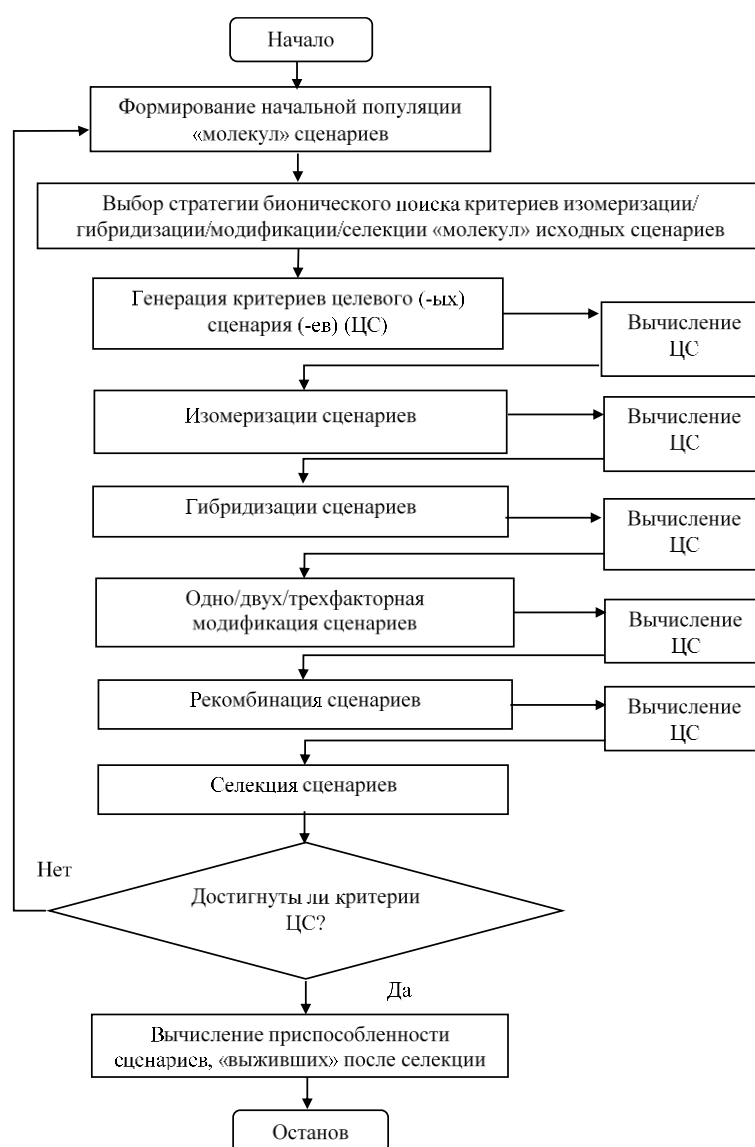 Начало
Формирование начальной популяции
«молекул» сценариев
Выбор стратегии бионического поиска критериев изомеризации/
гибридизации/модификации/селекции «молекул» исходных сценариев
Генерация критериев целевого (-ых)
сценария (-ев) (ЦС)
Вычисление
ЦС
Изомеризации сценариев
Вычисление
ЦС
Гибридизации сценариев
Вычисление
ЦС
Одно/двух/трехфакторная
модификация сценариев
Вычисление
ЦС
Рекомбинация сценариев
Вычисление
ЦС
Селекция сценариев
Нет
Достигнуты ли критерии
ЦС?
Да
Вычисление приспособленности
сценариев, «выживших» после селекции
Останов